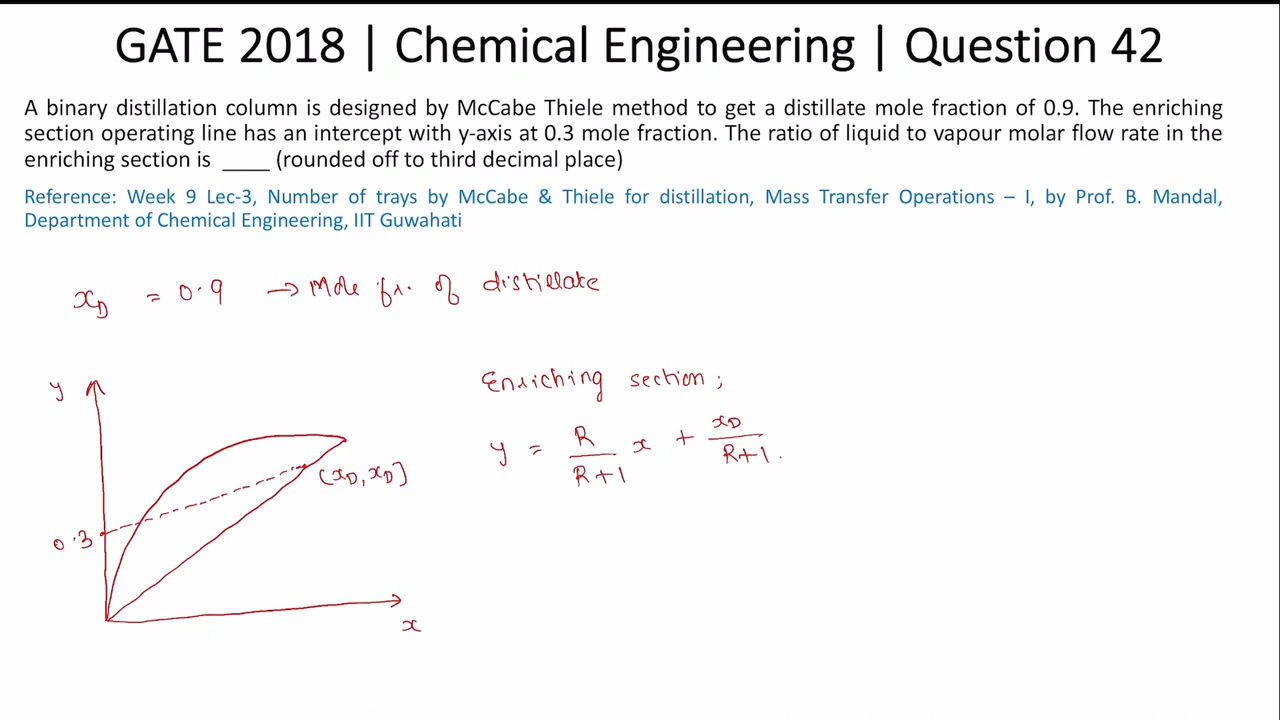 GATE 2018 | Chemical Engineering | Question 42
A binary distillation column is designed by McCabe Thiele method to get a distillate mole fraction of 0.9. The enriching
section operating line has an intercept with y-axis at 0.3 mole fraction. The ratio of liquid to vapour molar flow rate in the
enriching section is ____ (rounded off to third decimal place)
Reference: Week 9 Lec-3, Number of trays by McCabe & Thiele for distillation, Mass Transfer Operations – I, by Prof. B. Mandal,
Department of Chemical Engineering, IIT Guwahati
x_D = 0.9 → Mole fr. of distillate
Enriching section;
y = R/(R+1) x + x_D/(R+1).
y
(x_D, x_D]
0.3
x